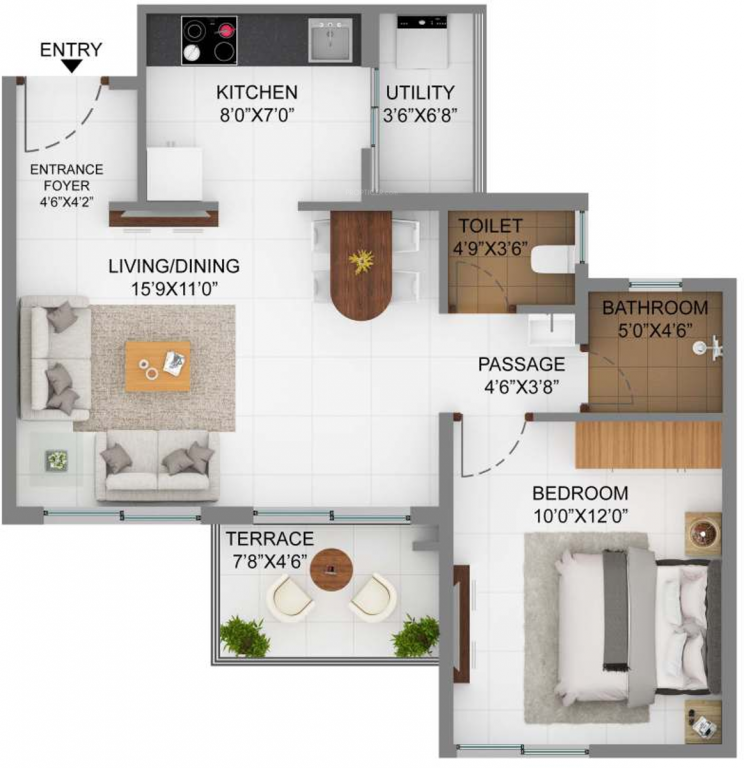 ENTRY
KITCHEN
8'0"X7'0"
UTILITY
3'6"X6'8"
ENTRANCE
FOYER
4'6"X4'2"
TOILET
4'9"X3'6"
LIVING/DINING
15'9X11'0"
BATHROOM
5'0"X4'6"
PASSAGE
4'6"X3'8"
BEDROOM
10'0"X12'0"
TERRACE
7'8"X4'6"